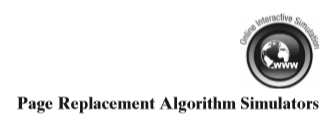 Online Interactive Simulation
www
Page Replacement Algorithm Simulators